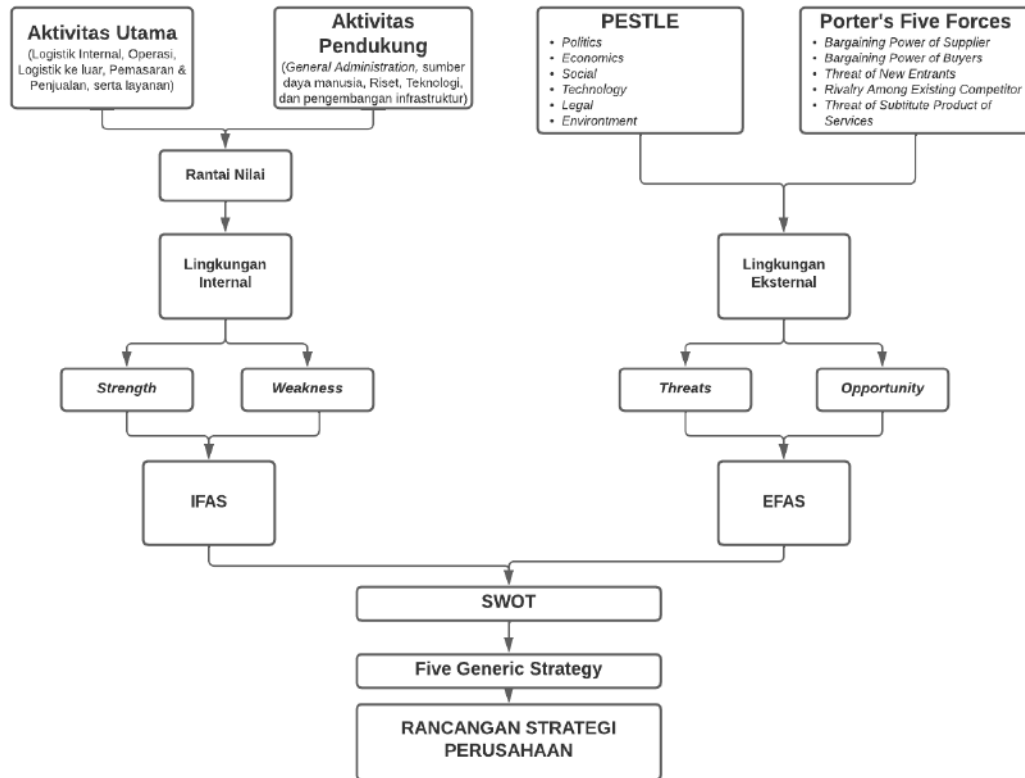 Aktivitas Utama
(Logistik Internal, Operasi,
Logistik ke luar, Pemasaran &
Penjualan, serta layanan)
Aktivitas
Pendukung
(General Administration, sumber
daya manusia, Riset, Teknologi,
dan pengembangan infrastruktur)
PESTLE
• Politics
• Economics
• Social
• Technology
• Legal
• Environtment
Porter's Five Forces
• Bargaining Power of Supplier
• Bargaining Power of Buyers
• Threat of New Entrants
• Rivalry Among Existing Competitor
• Threat of Subtitute Product of
Services
Rantai Nilai
Lingkungan
Internal
Lingkungan
Eksternal
Strength
Weakness
Threats
Opportunity
IFAS
EFAS
SWOT
Five Generic Strategy
RANCANGAN STRATEGI
PERUSAHAAN